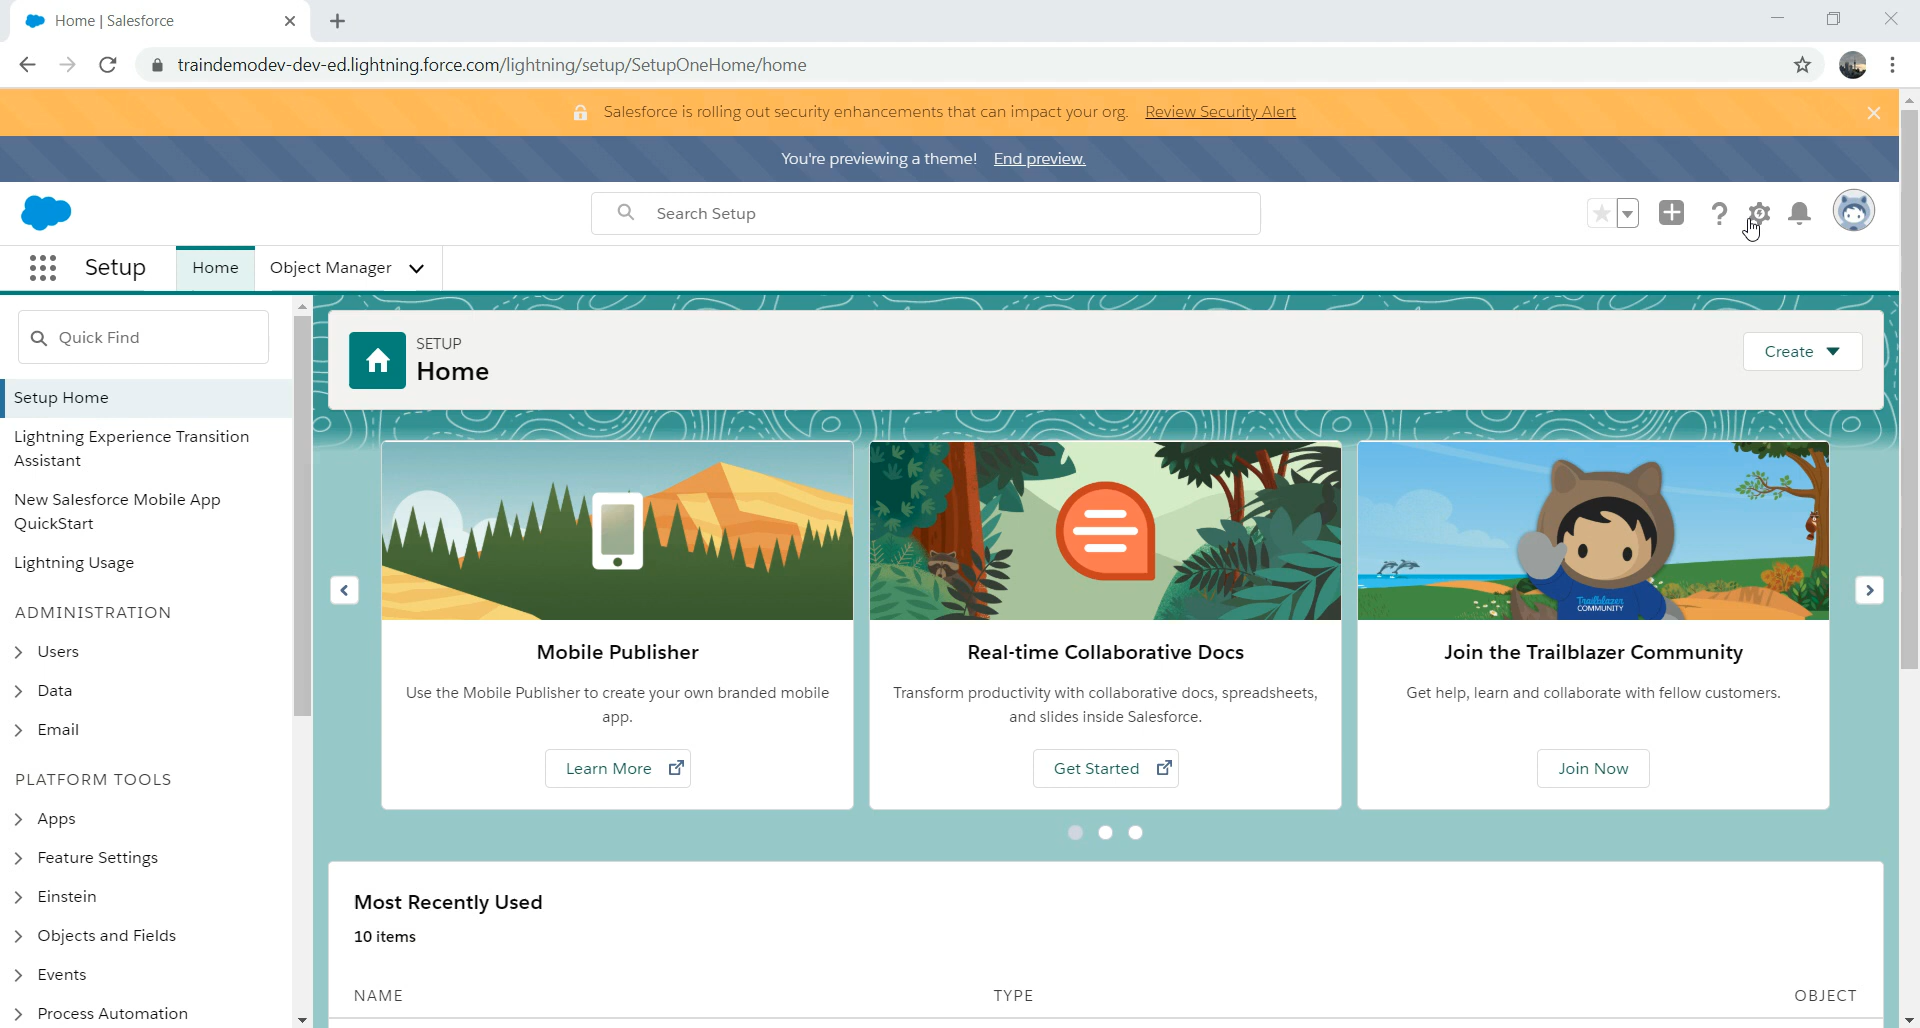 Home | Salesforce
traindemodev-dev-ed.lightning.force.com/lightning/setup/SetupOneHome/home
Salesforce is rolling out security enhancements that can impact your org. Review Security Alert
You're previewing a theme! End preview.
Search Setup
Setup
Home
Object Manager
Quick Find
Setup Home
Lightning Experience Transition
Assistant
New Salesforce Mobile App
QuickStart
Lightning Usage
ADMINISTRATION
Users
Data
Email
PLATFORM TOOLS
Apps
Feature Settings
Einstein
Objects and Fields
Events
Process Automation
SETUP
Home
Create
Mobile Publisher
Use the Mobile Publisher to create your own branded mobile
app.
Learn More
Real-time Collaborative Docs
Transform productivity with collaborative docs, spreadsheets,
and slides inside Salesforce.
Get Started
Trailblazer
COMMUNITY
Join the Trailblazer Community
Get help, learn and collaborate with fellow customers.
Join Now
Most Recently Used
10 items
NAME
TYPE
OBJECT